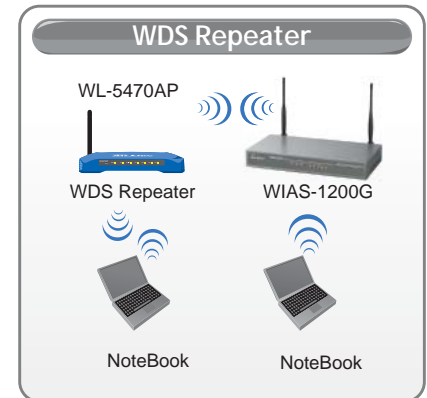 WDS Repeater
WL-5470AP
WDS Repeater
WIAS-1200G
NoteBook
NoteBook